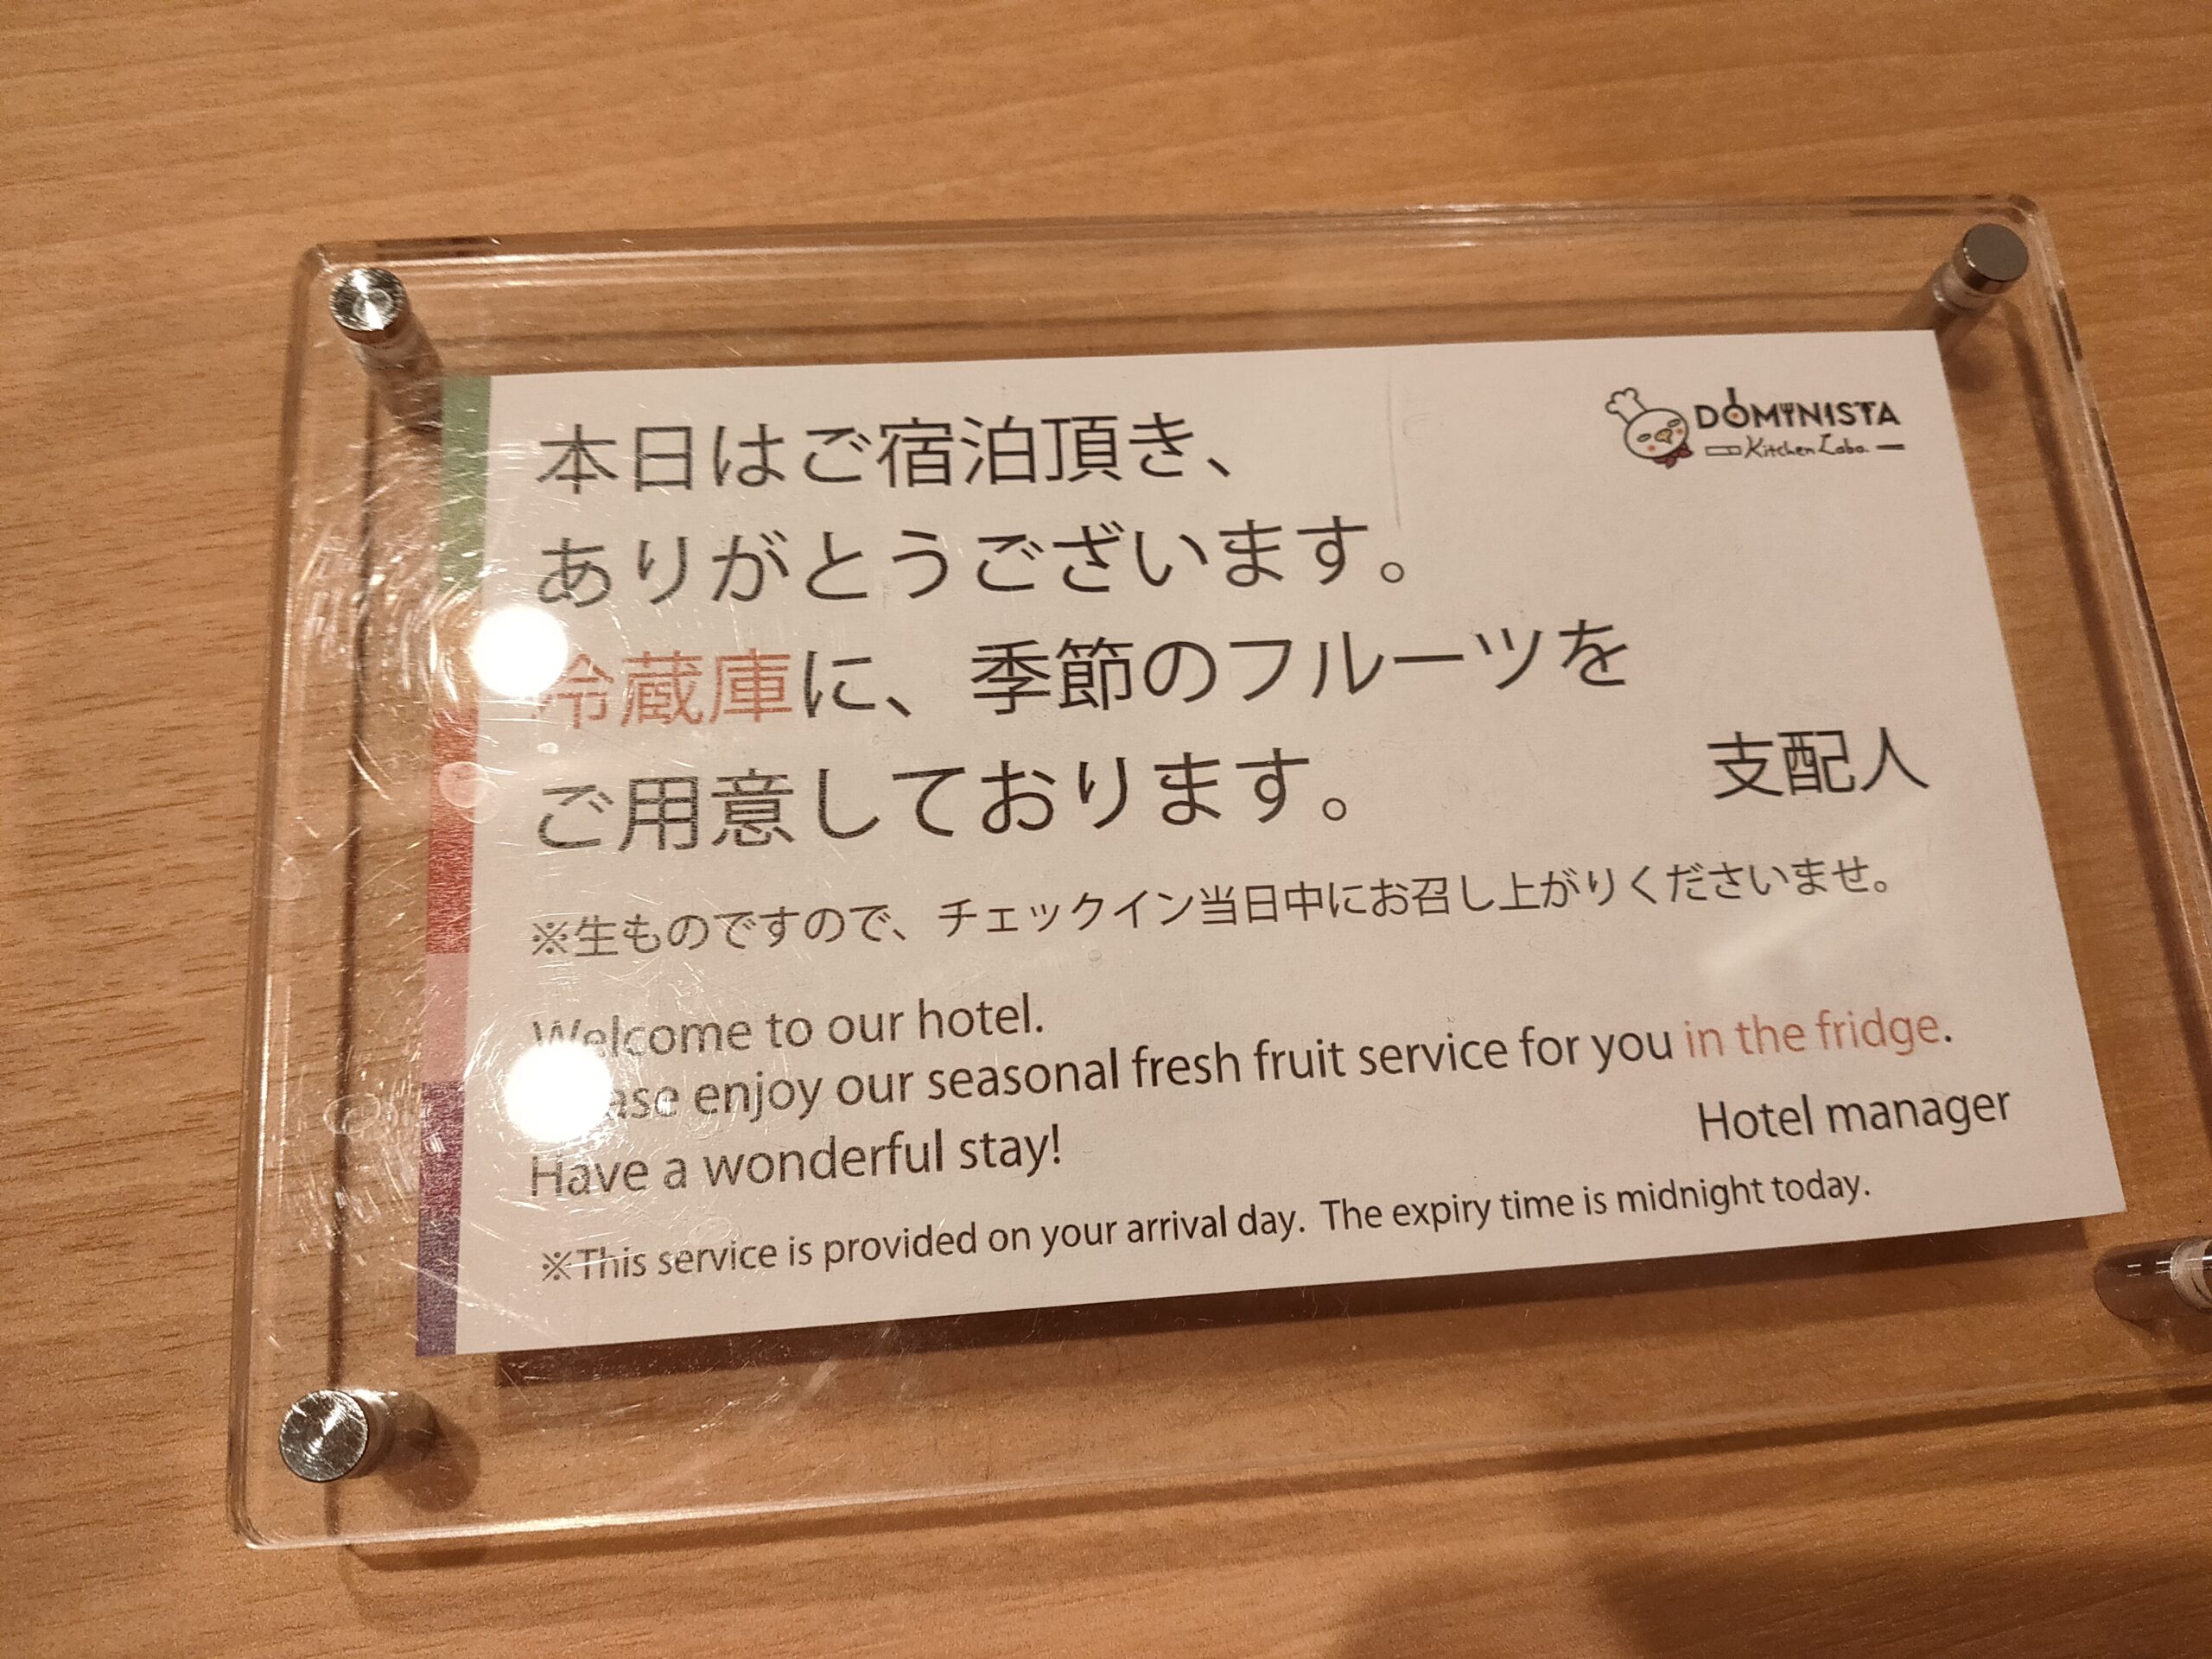 DOMINISTA
Kitchen Labo.
本日はご宿泊頂き、
ありがとうございます。
冷蔵庫に、季節のフルーツを
ご用意しております。
支配人
※生ものですので、チェックイン当日中にお召し上がりくださいませ。
Welcome to our hotel.
Please enjoy our seasonal fresh fruit service for you in the fridge.
Have a wonderful stay!
Hotel manager
※This service is provided on your arrival day. The expiry time is midnight today.